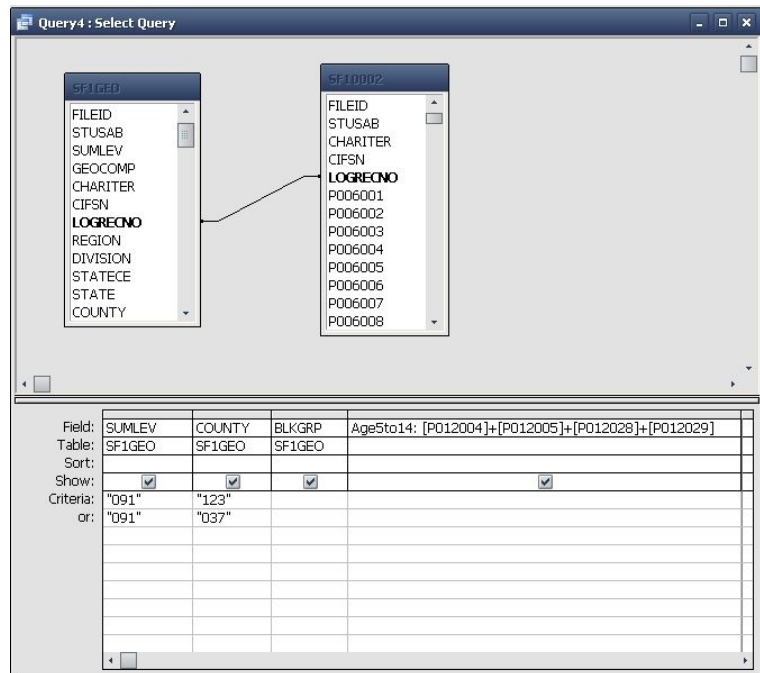 Query4 : Select Query
SF1GEO
FILEID
STUSAB
SUMLEV
GEOCOMP
CHARITER
CIFSN
LOGRECNO
REGION
DIVISION
STATECE
STATE
COUNTY
SF10002
FILEID
STUSAB
CHARITER
CIFSN
LOGRECNO
P006001
P006002
P006003
P006004
P006005
P006006
P006007
P006008
Field: SUMLEV COUNTY BLKGRP Age5to14: [P012004]+[P012005]+[P012028]+[P012029]
Table: SF1GEO SF1GEO SF1GEO
Sort:
Show:
Criteria: "091" "123"
or: "091" "037"